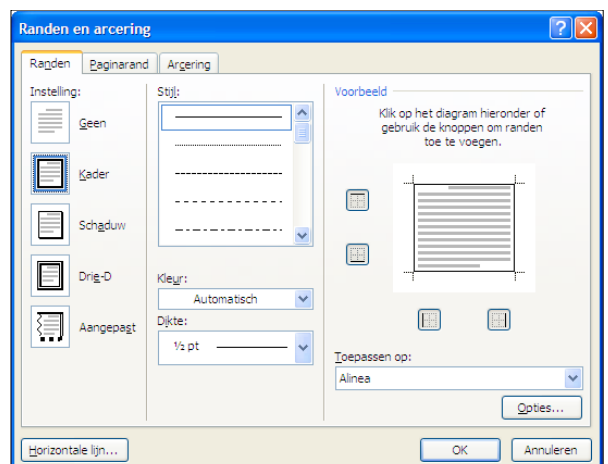 Randen en arcering
Randen
Paginarand
Arcering
Instelling:
Geen
Kader
Schaduw
Drie-D
Aangepast
Stijl:
Kleur:
Automatisch
Dikte:
½ pt
Voorbeeld
Klik op het diagram hieronder of
gebruik de knoppen om randen
toe te voegen.
Toepassen op:
Alinea
Opties...
Horizontale lijn...
OK
Annuleren